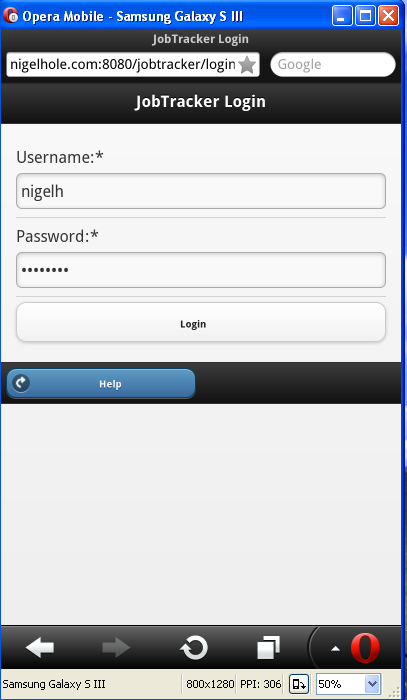 Opera Mobile - Samsung Galaxy S III
JobTracker Login
nigelhole.com:8080/jobtracker/login
Google
JobTracker Login
Username:*
nigelh
Password:*
••••••••
Login
Help
Samsung Galaxy S III 800x1280 PPI: 306 50%